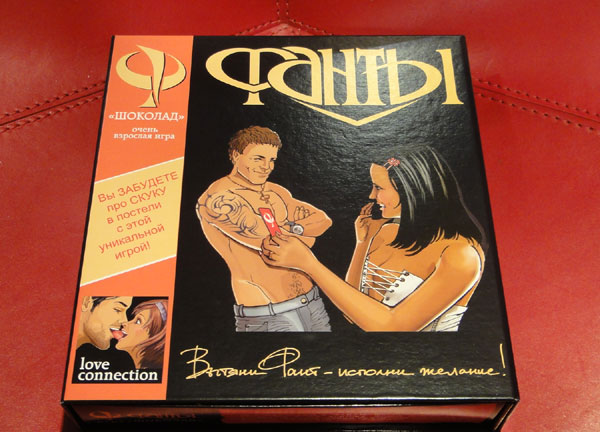 ФАНТЫ
«ШОКОЛАД»
очень
взрослая игра
Вы ЗАБУДЕТЕ
про СКУКУ
в постели
с этой
уникальной
игрой!
love
connection
Вытяни Фант - исполни желание!